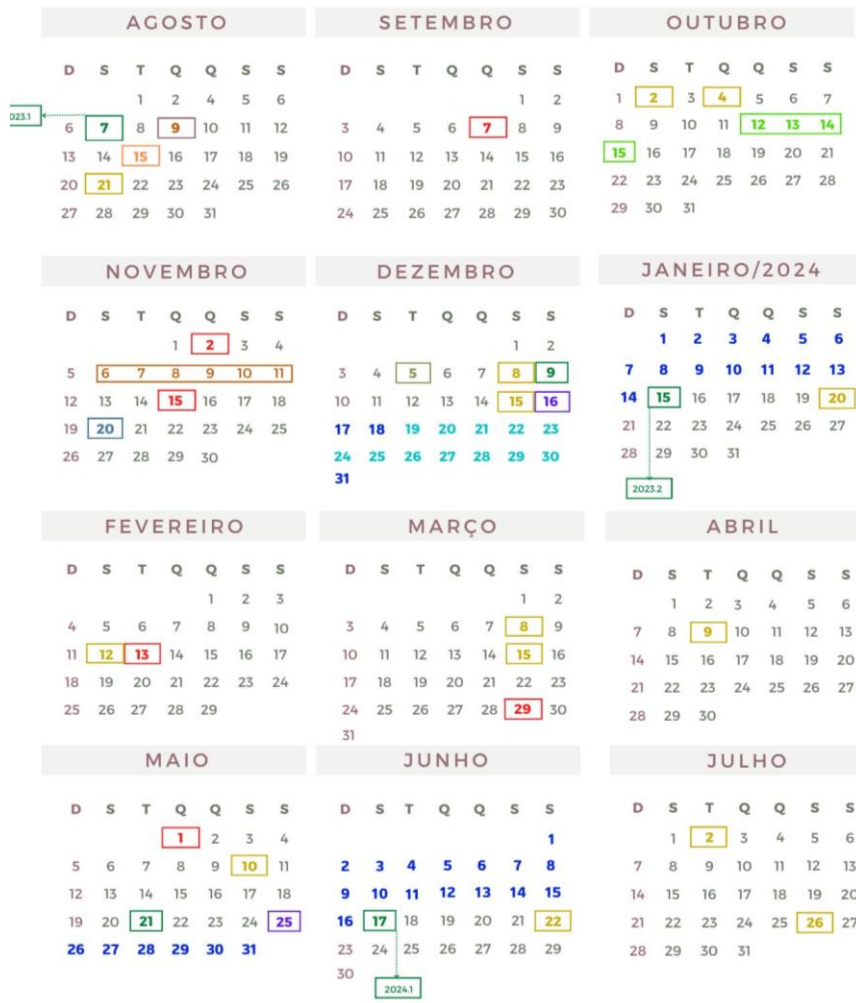 AGOSTO
D S T Q Q S S
1 2 4 5 6
023.1
6 7 8 9 10 11 12
13 14 15 16 17 18 19
20 21 22 23 24 25 26
27 28 29 30 31
SETEMBRO
D S T Q Q S S
1 2
3 4 5 6 7 8 9
10 11 12 13 14 15 16
17 18 19 20 21 22 23
24 25 26 27 28 29 30
OUTUBRO
D S T Q Q S S
1 2 3 4 5 6 7
8 9 10 11 12 13 14
15 16 17 18 19 20 21
22 23 24 25 26 27 28
29 30 31
NOVEMBRO
D S T Q Q S S
1 2 3 4
5 6 7 8 9 10 11
12 13 14 15 16 17 18
19 20 21 22 23 24 25
26 27 28 29 30
DEZEMBRO
D S T Q Q S S
1 2
3 4 5 6 7 8 9
10 11 12 13 14 15 16
17 18 19 20 21 22 23
24 25 26 27 28 29 30
31
JANEIRO/2024
D S T Q Q S S
1 2 3 4 5 6
7 8 9 10 11 12 13
14 15 16 17 18 19 20
21 22 23 24 25 26 27
28 29 30 31
2023.2
FEVEREIRO
D S T Q Q S S
1 2 3
4 5 6 7 8 9 10
11 12 13 14 15 16 17
18 19 20 21 22 23 24
25 26 27 28 29
MARÇO
D S T Q Q S S
1 2
3 4 5 6 7 8 9
10 11 12 13 14 15 16
17 18 19 20 21 22 23
24 25 26 27 28 29 30
31
ABRIL
D S T Q Q S S
1 2 3 4 5 6
7 8 9 10 11 12 13
14 15 16 17 18 19 20
21 22 23 24 25 26 27
28 29 30
MAIO
D S T Q Q S S
1 2 3 4
5 6 7 8 9 10 11
12 13 14 15 16 17 18
19 20 21 22 23 24 25
26 27 28 29 30 31
JUNHO
D S T Q Q S S
1
2 3 4 5 6 7 8
9 10 11 12 13 14 15
16 17 18 19 20 21 22
23 24 25 26 27 28 29
30
2024.1
JULHO
D S T Q Q S S
1 2 3 4 5 6
7 8 9 10 11 12 13
14 15 16 17 18 19 20
21 22 23 24 25 26 27
28 29 30 31